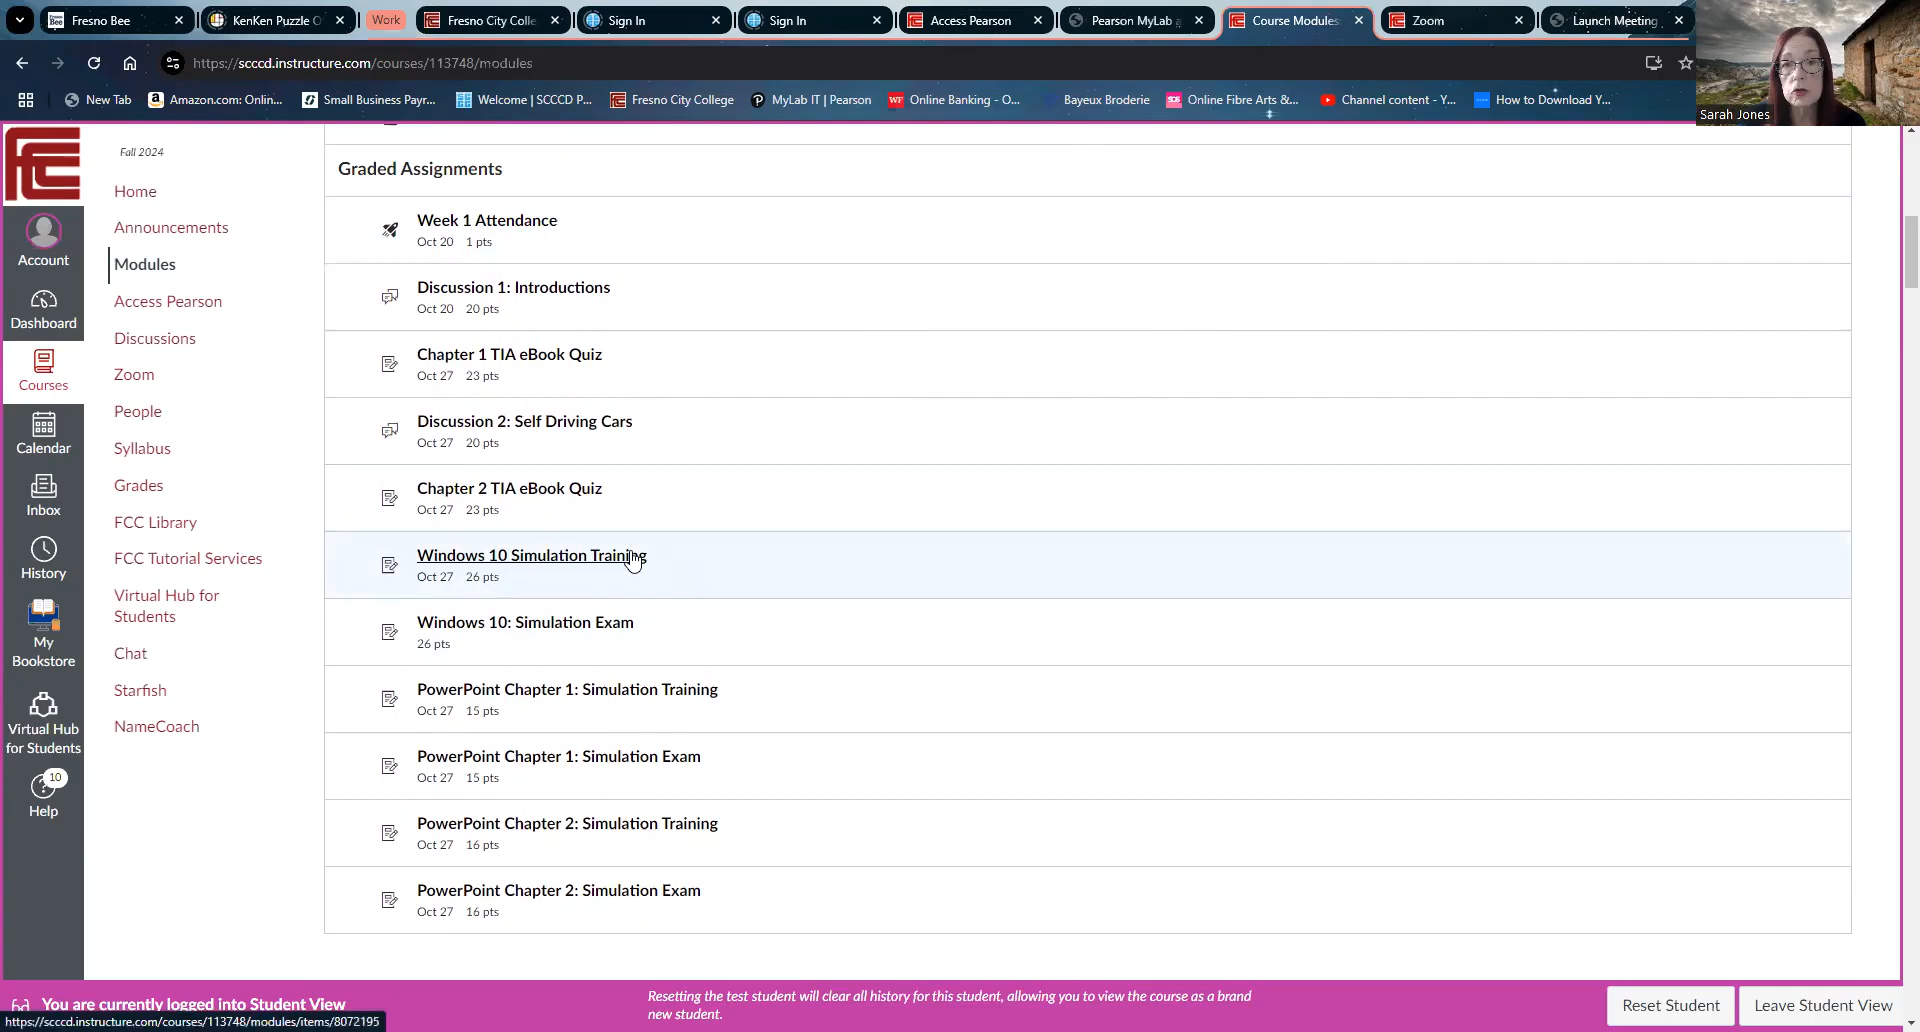 Fresno Bee
KenKen Puzzle O
Work
Fresno City Colle
Sign In
Sign In
Access Pearson
Pearson MyLab a
Course Modules
Zoom
Launch Meeting
https://scccd.instructure.com/courses/113748/modules
New Tab
Amazon.com: Onlin...
Small Business Payr...
Welcome | SCCCD P...
Fresno City College
MyLab IT | Pearson
WF
Online Banking - O...
Bayeux Broderie
Online Fibre Arts &...
Channel content - Y...
How to Download Y...
Sarah Jones
Fall 2024
Home
Announcements
Modules
Access Pearson
Discussions
Zoom
People
Syllabus
Grades
FCC Library
FCC Tutorial Services
Virtual Hub for
Students
Chat
Starfish
NameCoach
Account
Dashboard
Courses
Calendar
Inbox
History
My
Bookstore
Virtual Hub
for Students
10
Help
Graded Assignments
Week 1 Attendance
Oct 20 1 pts
Discussion 1: Introductions
Oct 20 20 pts
Chapter 1 TIA eBook Quiz
Oct 27 23 pts
Discussion 2: Self Driving Cars
Oct 27 20 pts
Chapter 2 TIA eBook Quiz
Oct 27 23 pts
Windows 10 Simulation Training
Oct 27 26 pts
Windows 10: Simulation Exam
26 pts
PowerPoint Chapter 1: Simulation Training
Oct 27 15 pts
PowerPoint Chapter 1: Simulation Exam
Oct 27 15 pts
PowerPoint Chapter 2: Simulation Training
Oct 27 16 pts
PowerPoint Chapter 2: Simulation Exam
Oct 27 16 pts
You are currently logged into Student View
Resetting the test student will clear all history for this student, allowing you to view the course as a brand
new student.
Reset Student
Leave Student View
https://scccd.instructure.com/courses/113748/modules/items/8072195